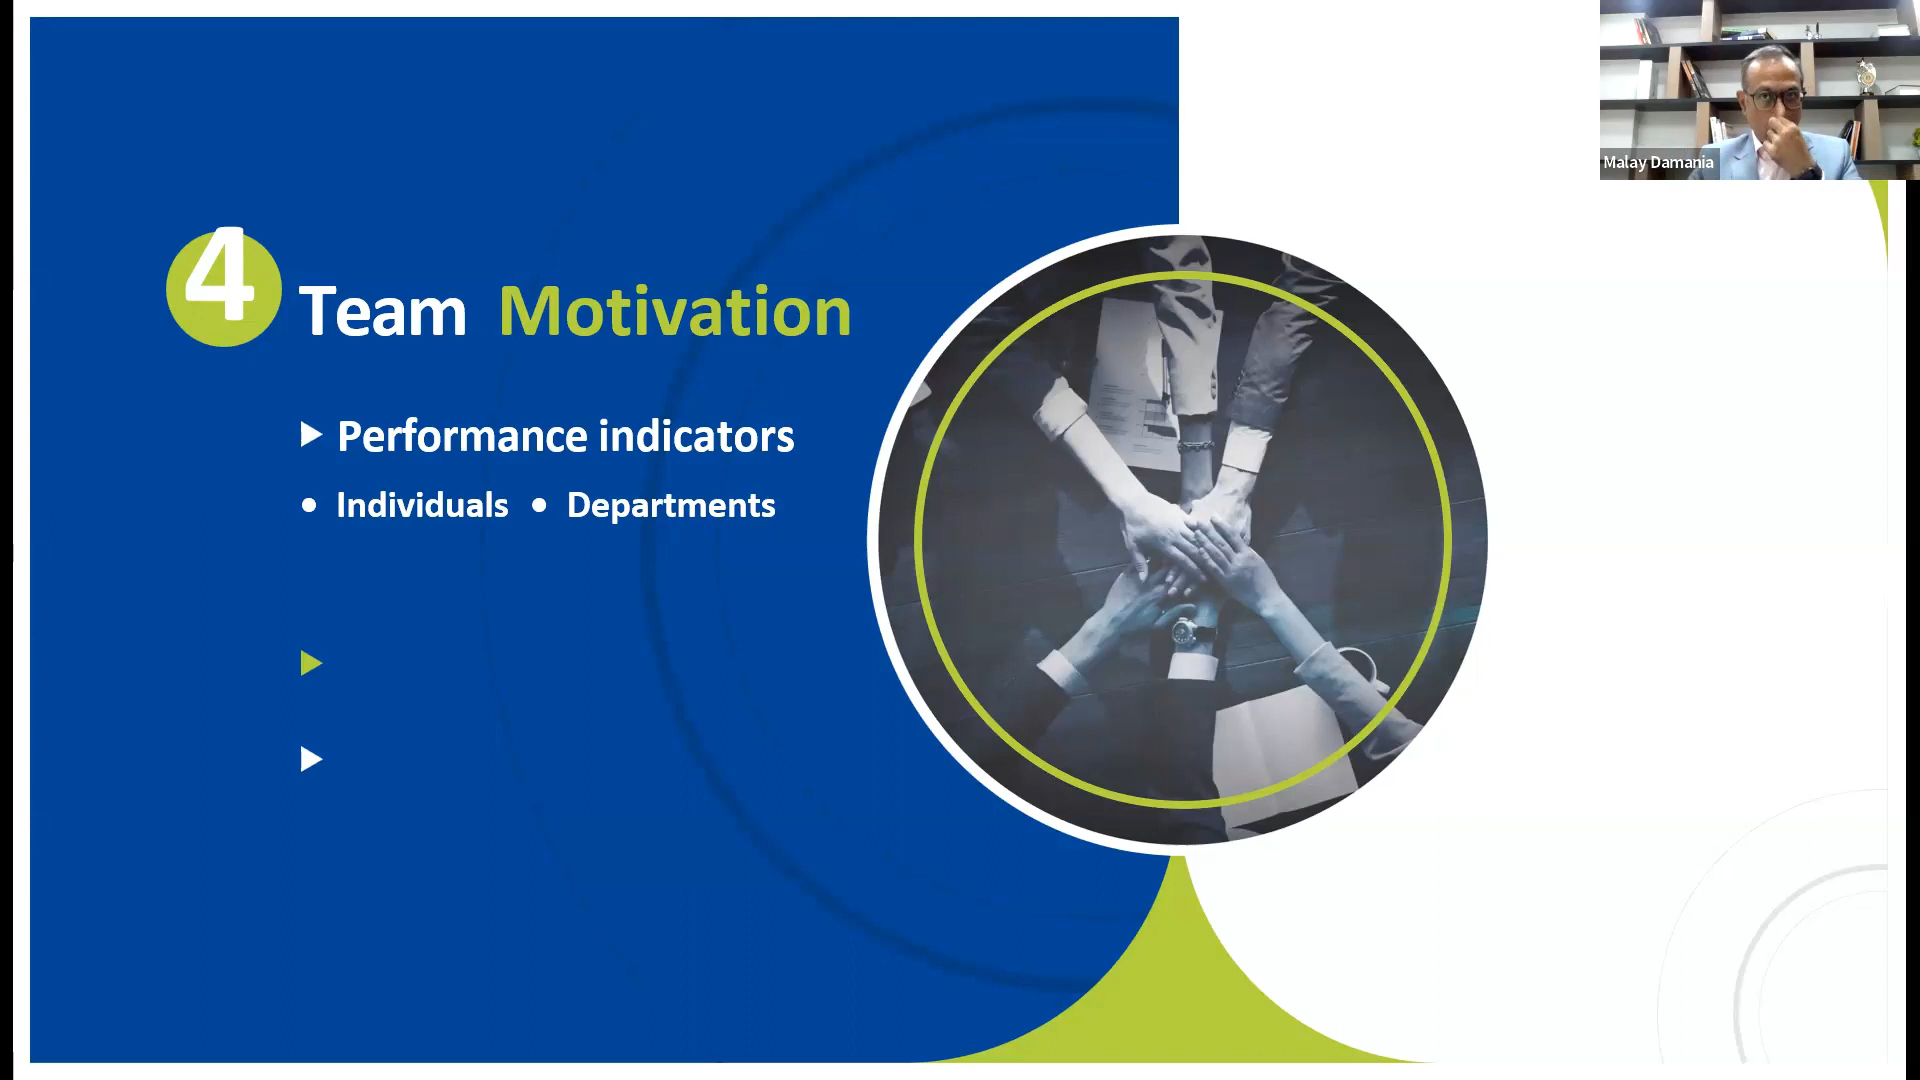 4 Team Motivation
Performance indicators
• Individuals • Departments
Malay Damania